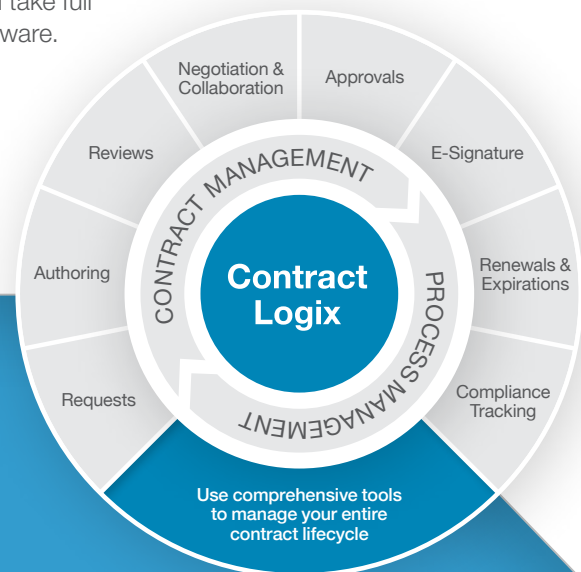 take full
ware.
Negotiation &
Collaboration
Approvals
Reviews
E-Signature
CONTRACT MANAGEMENT
Authoring
Contract
Logix
Renewals &
Expirations
PROCESS MANAGEMENT
Requests
Compliance
Tracking
Use comprehensive tools
to manage your entire
contract lifecycle